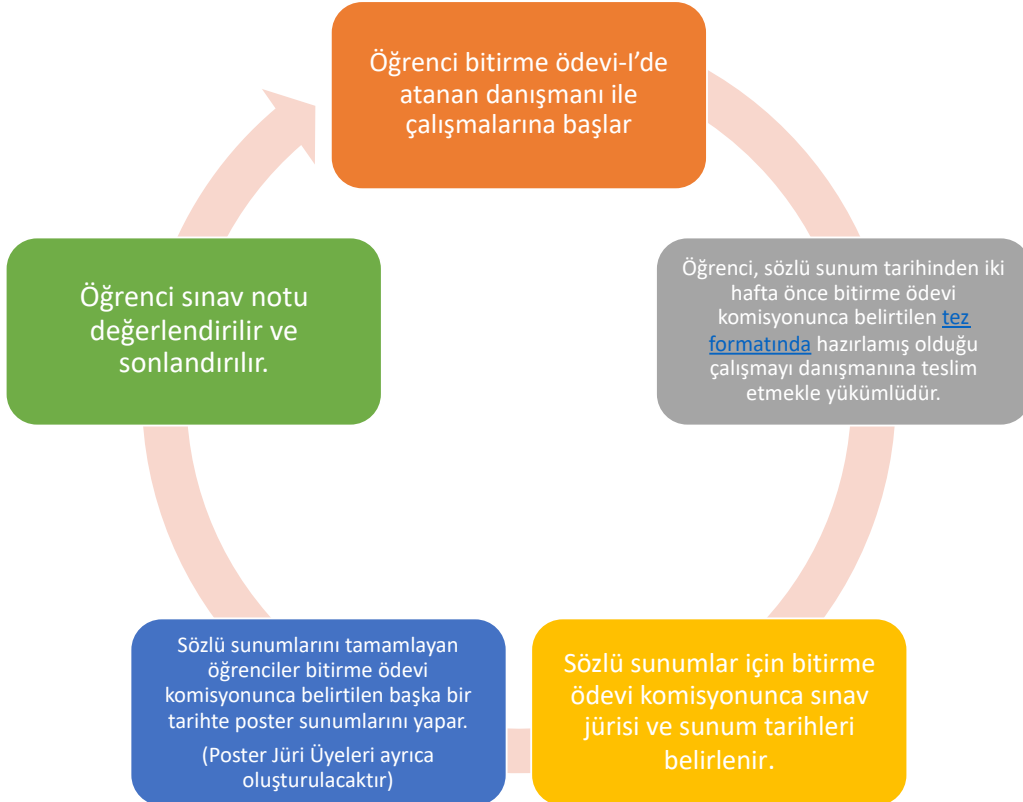 Öğrenci bitirme ödevi-I’de
atanan danışmanı ile
çalışmalarına başlar
Öğrenci, sözlü sunum tarihinden iki
hafta önce bitirme ödevi
komisyonunca belirtilen tez
formatında hazırlamış olduğu
çalışmayı danışmanına teslim
etmekle yükümlüdür.
Sözlü sunumlar için bitirme
ödevi komisyonunca sınav
jürisi ve sunum tarihleri
belirlenir.
Sözlü sunumlarını tamamlayan
öğrenciler bitirme ödevi
komisyonunca belirtilen başka bir
tarihte poster sunumlarını yapar.
(Poster Jüri Üyeleri ayrıca
oluşturulacaktır)
Öğrenci sınav notu
değerlendirilir ve
sonlandırılır.